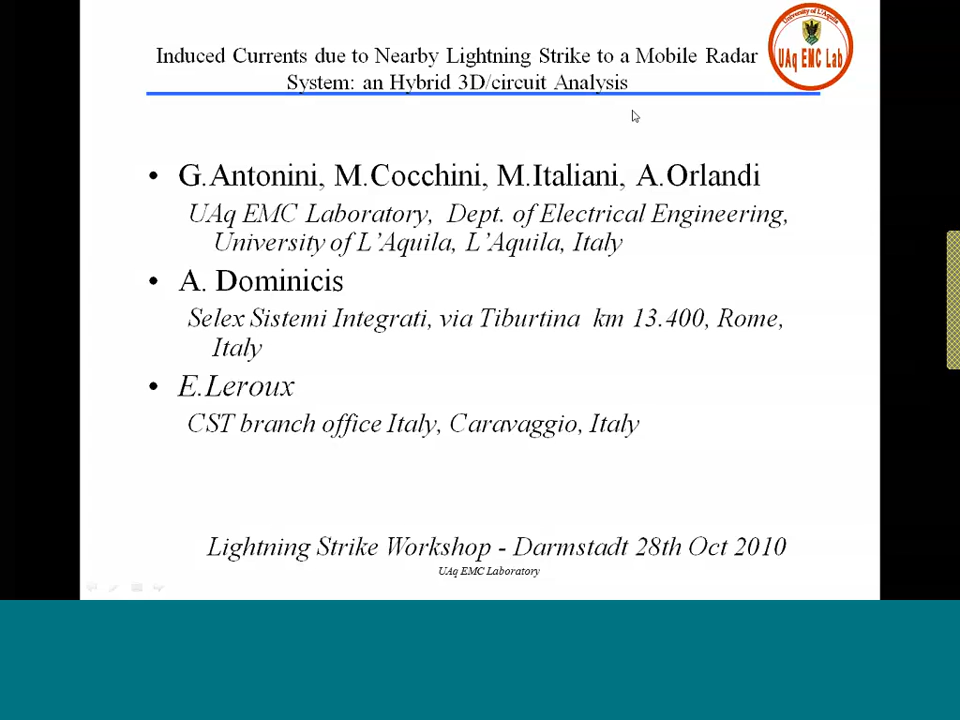 Induced Currents due to Nearby Lightning Strike to a Mobile Radar
System: an Hybrid 3D/circuit Analysis
University of L'Aquila
UAq EMC Lab
• G.Antonini, M.Cocchini, M.Italiani, A.Orlandi
UAq EMC Laboratory, Dept. of Electrical Engineering,
University of L’Aquila, L’Aquila, Italy
• A. Dominicis
Selex Sistemi Integrati, via Tiburtina km 13.400, Rome,
Italy
• E.Leroux
CST branch office Italy, Caravaggio, Italy
Lightning Strike Workshop - Darmstadt 28th Oct 2010
UAq EMC Laboratory